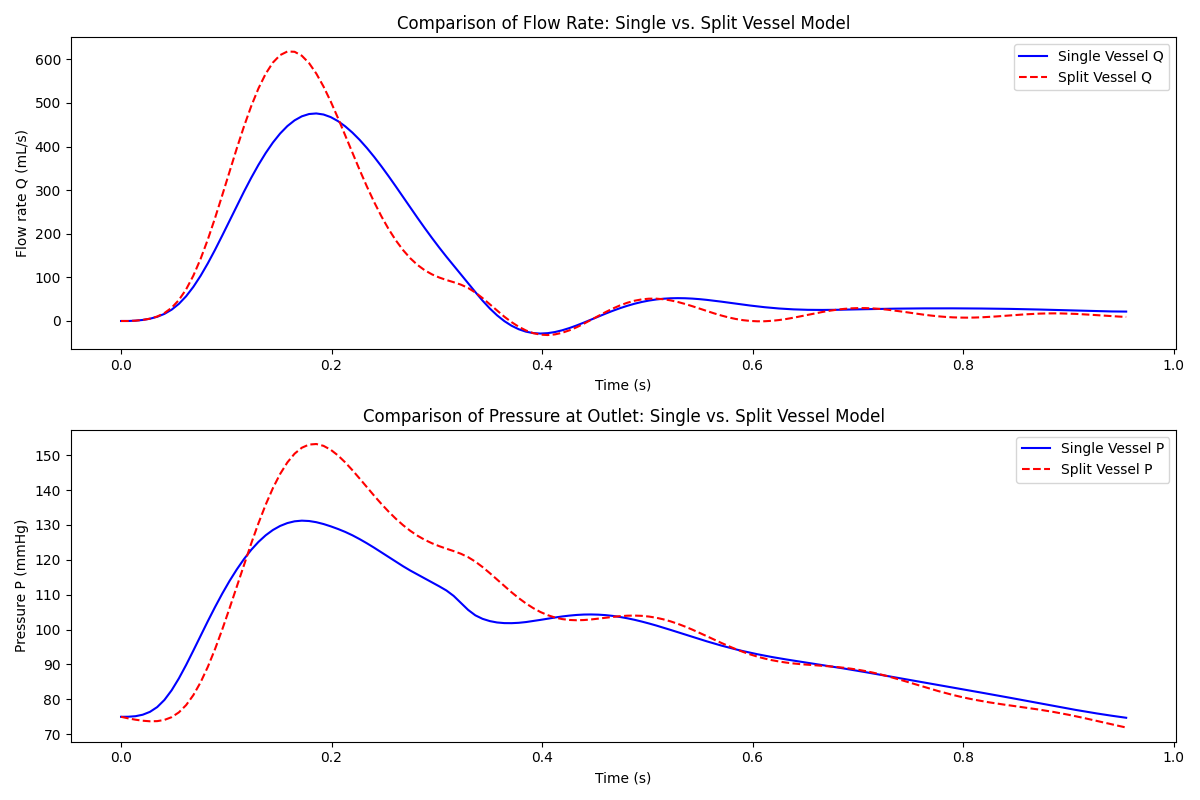 Comparison of Flow Rate: Single vs. Split Vessel Model
Flow rate Q (mL/s)
600
500
400
300
200
100
0
Single Vessel Q
Split Vessel Q
0.0 0.2 0.4 0.6 0.8 1.0
Time (s)
Comparison of Pressure at Outlet: Single vs. Split Vessel Model
Pressure P (mmHg)
150
140
130
120
110
100
90
80
70
Single Vessel P
Split Vessel P
0.0 0.2 0.4 0.6 0.8 1.0
Time (s)